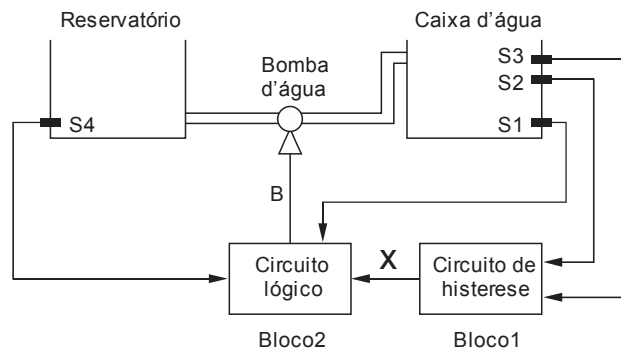 Reservatório
Caixa d'água
Bomba
d'água
S3
S2
S4
S1
B
X
Circuito
lógico
Circuito de
histerese
Bloco2
Bloco1